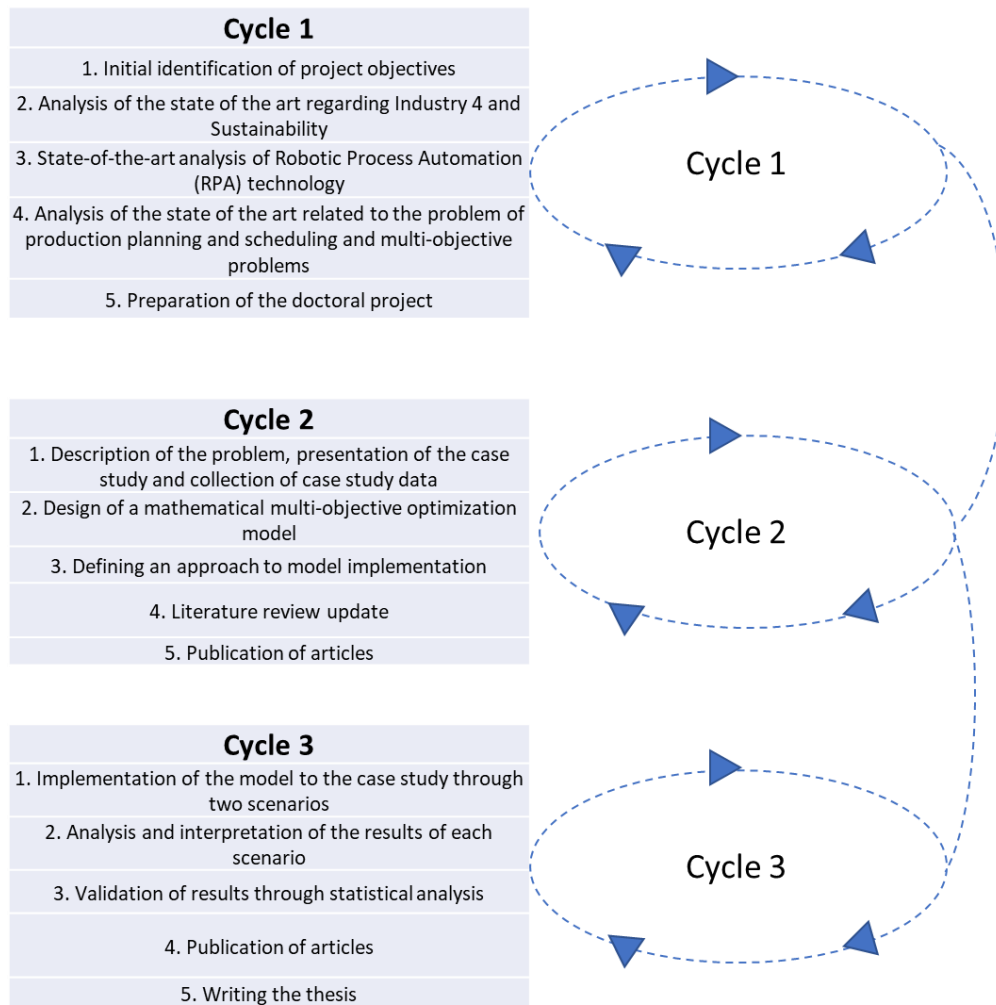 Cycle 1
1. Initial identification of project objectives
2. Analysis of the state of the art regarding Industry 4 and
Sustainability
3. State-of-the-art analysis of Robotic Process Automation
(RPA) technology
4. Analysis of the state of the art related to the problem of
production planning and scheduling and multi-objective
problems
5. Preparation of the doctoral project
Cycle 1
Cycle 2
1. Description of the problem, presentation of the case
study and collection of case study data
2. Design of a mathematical multi-objective optimization
model
3. Defining an approach to model implementation
4. Literature review update
5. Publication of articles
Cycle 2
Cycle 3
1. Implementation of the model to the case study through
two scenarios
2. Analysis and interpretation of the results of each
scenario
3. Validation of results through statistical analysis
4. Publication of articles
5. Writing the thesis
Cycle 3